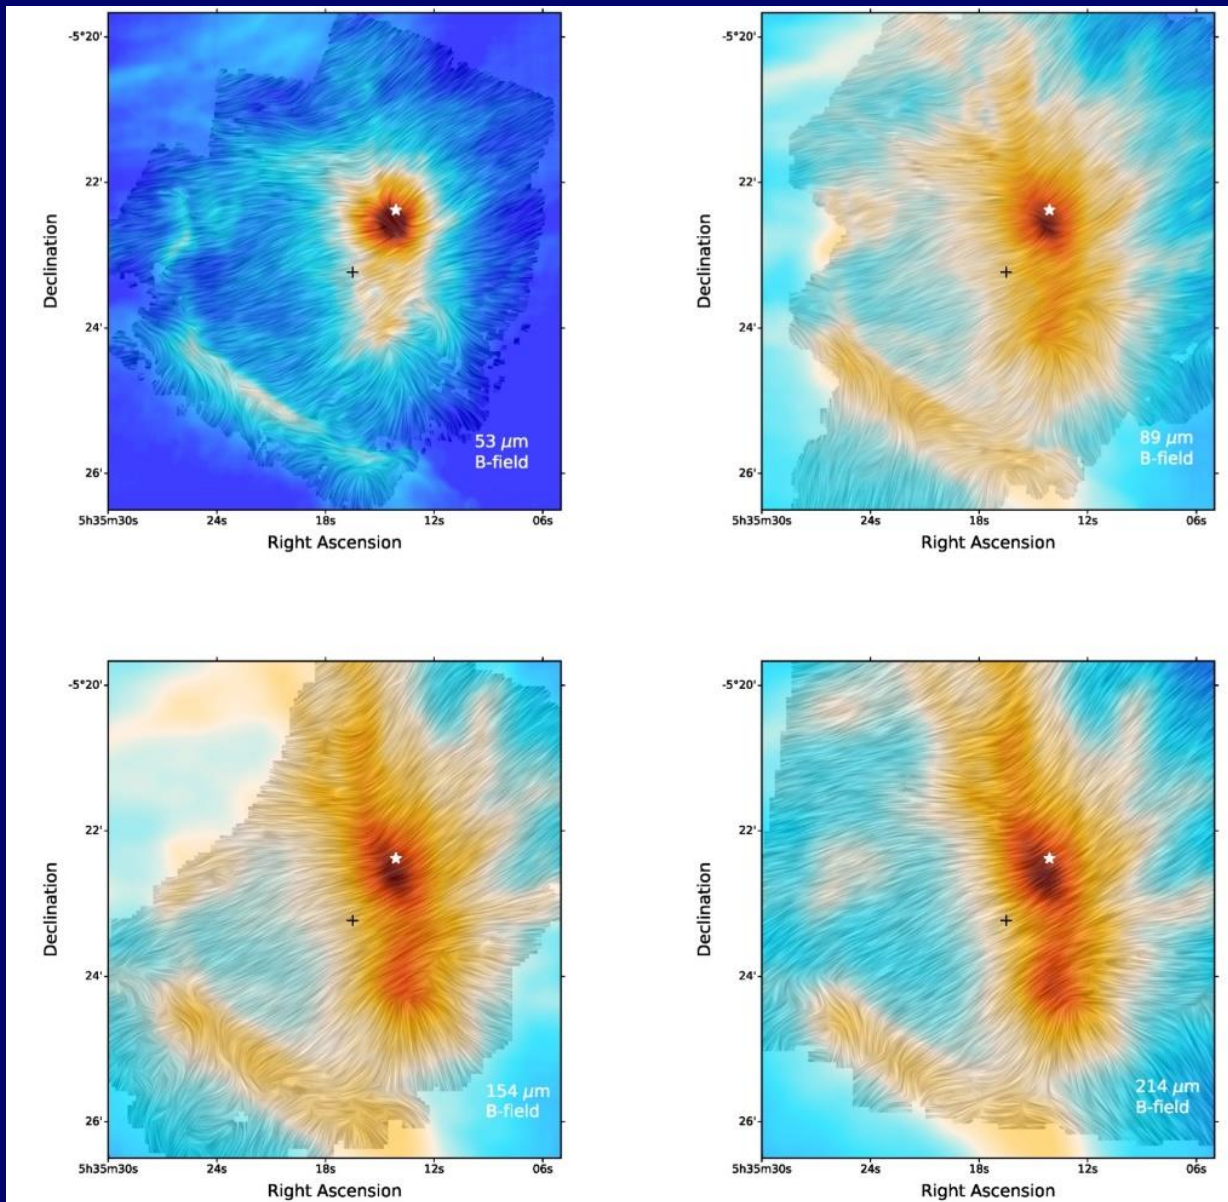 -5°20'
22'
24'
26'
Declination
5h35m30s 24s 18s 12s 06s
Right Ascension
53 μm
B-field
-5°20'
22'
24'
26'
Declination
5h35m30s 24s 18s 12s 06s
Right Ascension
89 μm
B-field
-5°20'
22'
24'
26'
Declination
5h35m30s 24s 18s 12s 06s
Right Ascension
154 μm
B-field
-5°20'
22'
24'
26'
Declination
5h35m30s 24s 18s 12s 06s
Right Ascension
214 μm
B-field